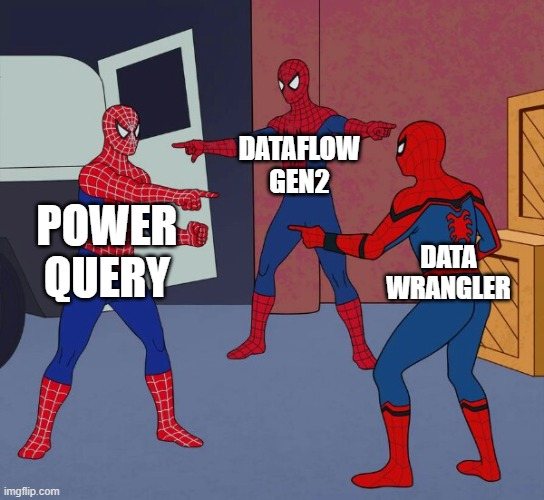 DATAFLOW
GEN2
POWER
QUERY
DATA
WRANGLER
imgflip.com